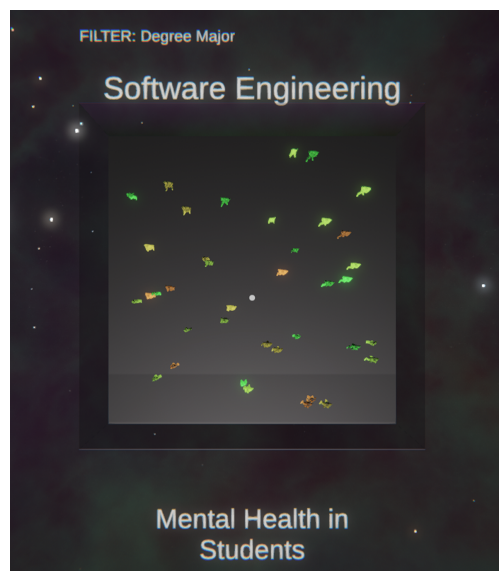 FILTER: Degree Major
Software Engineering
Mental Health in
Students